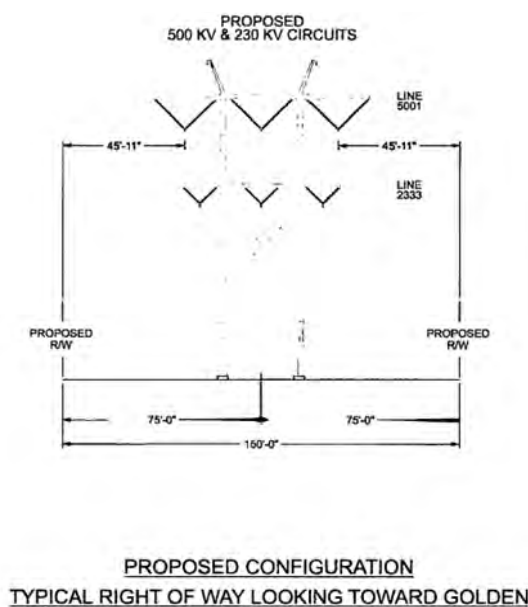 PROPOSED
500 KV & 230 KV CIRCUITS
LINE
5001
45'-11"
45'-11"
LINE
2333
PROPOSED
R/W
PROPOSED
R/W
75'-0"
75'-0"
150'-0"
PROPOSED CONFIGURATION
TYPICAL RIGHT OF WAY LOOKING TOWARD GOLDEN